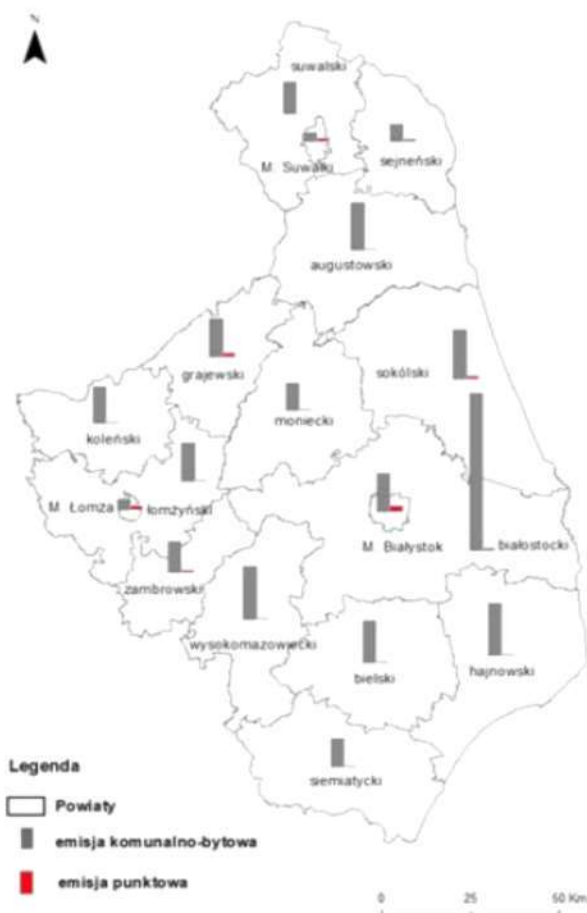 N
suwalski
M. Suwałki
sejneński
augustowski
grajewski
sokólski
moniecki
koleński
M. Łomża
łomżyński
M. Białystok
białostocki
zambrowski
wysokomazowiecki
bielski
hajnowski
siemiatycki
Legenda
Powiaty
emisja komunalno-bytowa
emisja punktowa
0 25 50 Km